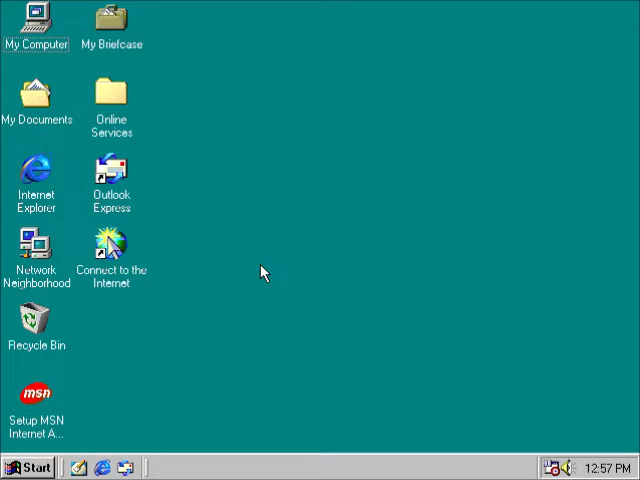 My Computer
My Briefcase
My Documents
Online
Services
Internet
Explorer
Outlook
Express
Network
Neighborhood
Connect to the
Internet
Recycle Bin
msn
Setup MSN
Internet A...
Start
12:57 PM